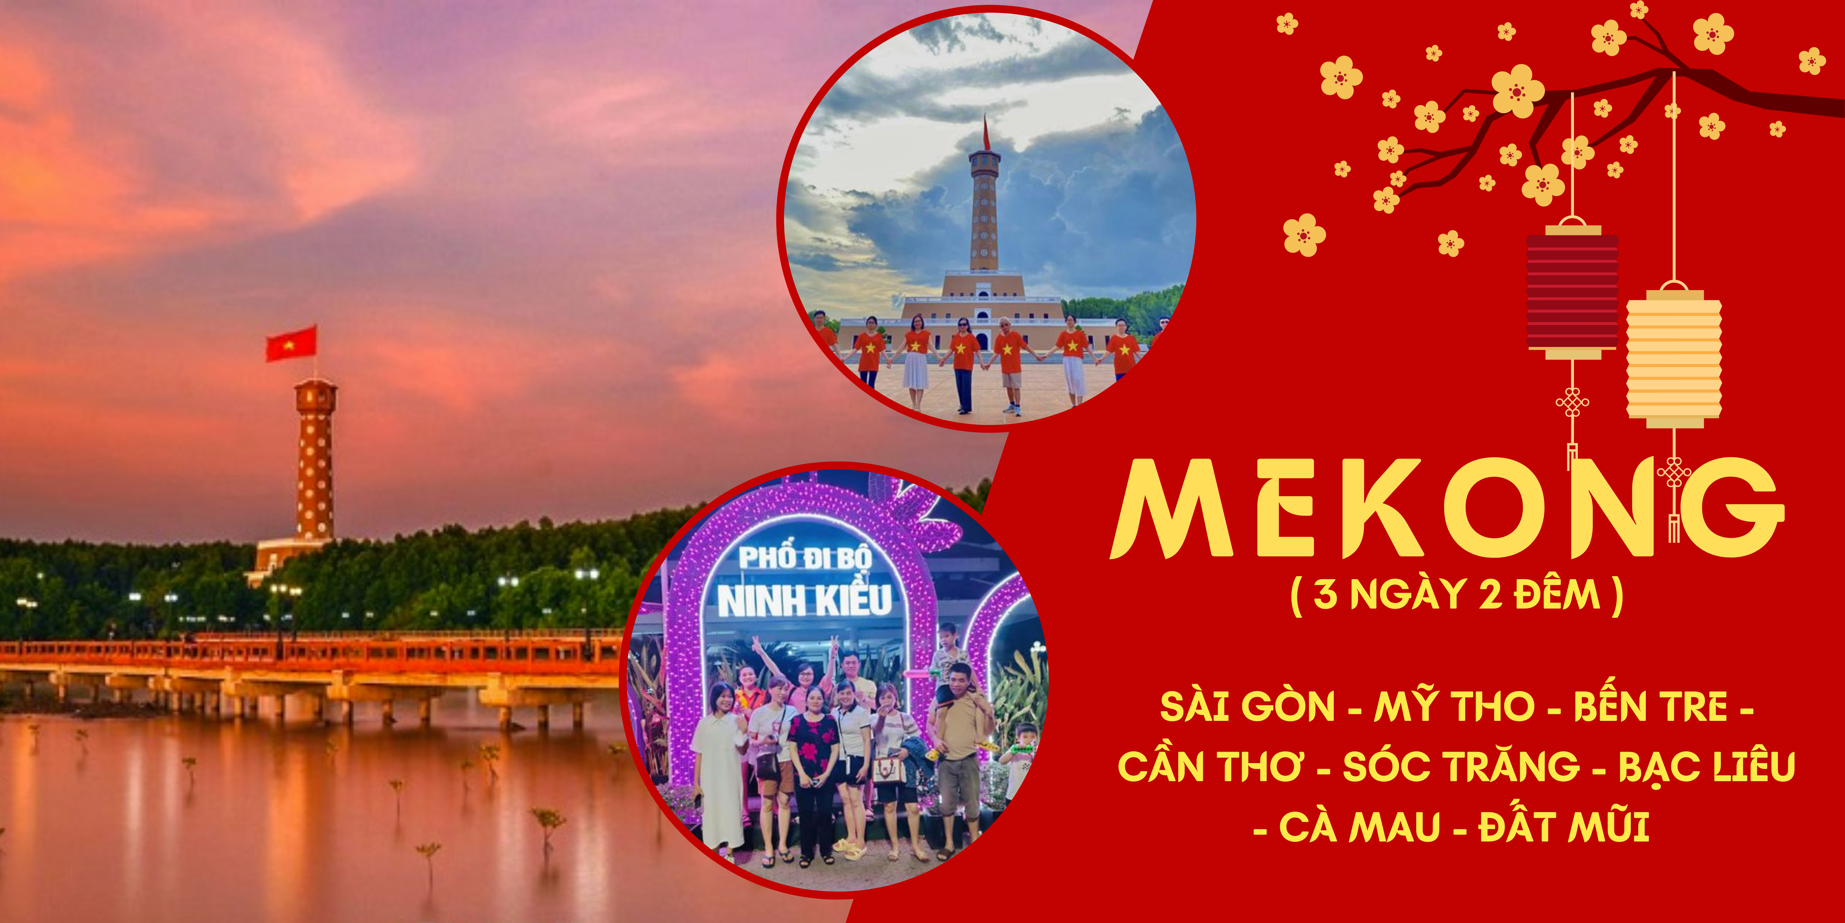 PHỐ ĐI BỘ
NINH KIỀU
MEKONG
( 3 NGÀY 2 ĐÊM )
SÀI GÒN - MỸ THO - BẾN TRE -
CẦN THƠ - SÓC TRĂNG - BẠC LIÊU
- CÀ MAU - ĐẤT MŨI